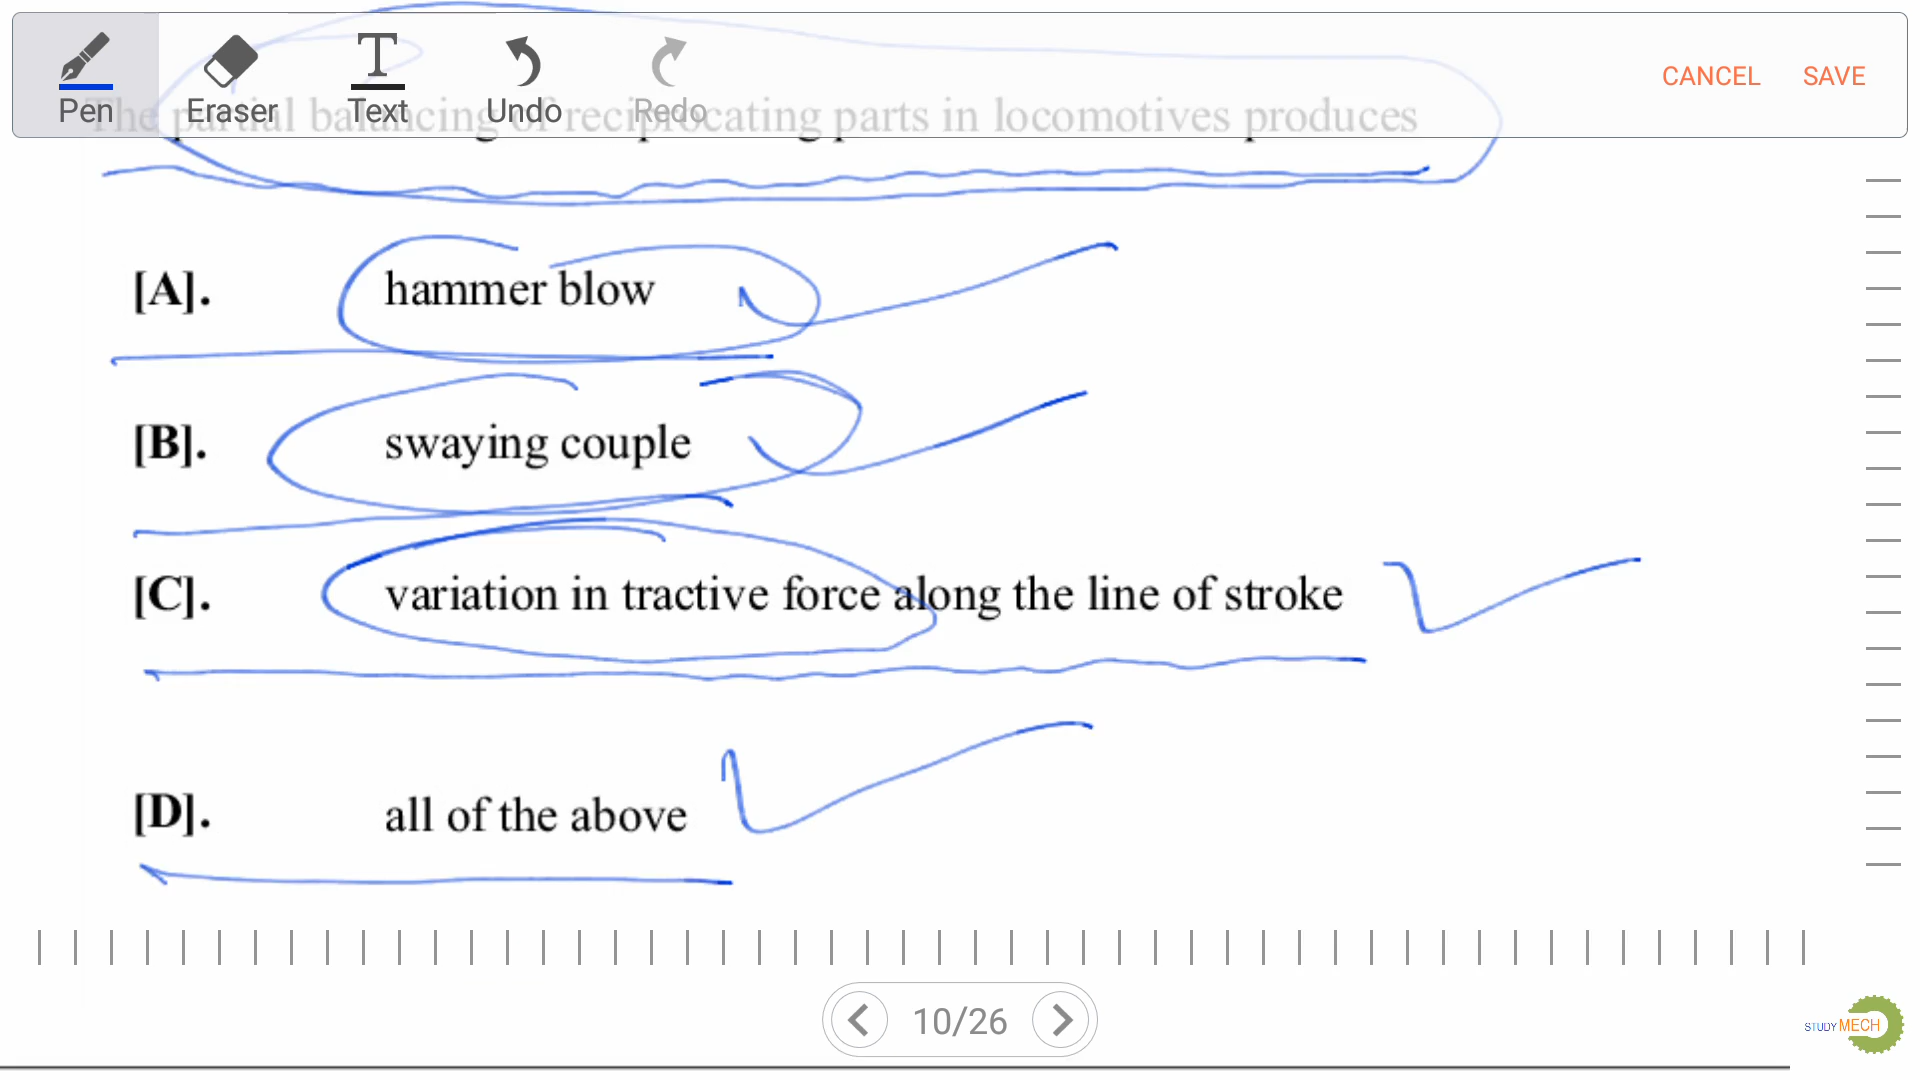 Pen Eraser Text Undo Redo CANCEL SAVE
The partial balancing of reciprocating parts in locomotives produces
[A]. hammer blow
[B]. swaying couple
[C]. variation in tractive force along the line of stroke
[D]. all of the above
10/26
STUDY MECH